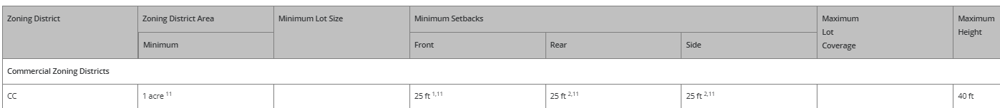 Zoning District Zoning District Area Minimum Lot Size Minimum Setbacks Maximum Lot Coverage Maximum Height
Minimum Front Rear Side
Commercial Zoning Districts
CC 1 acre 11 25 ft 1,11 25 ft 2,11 25 ft 2,11 40 ft